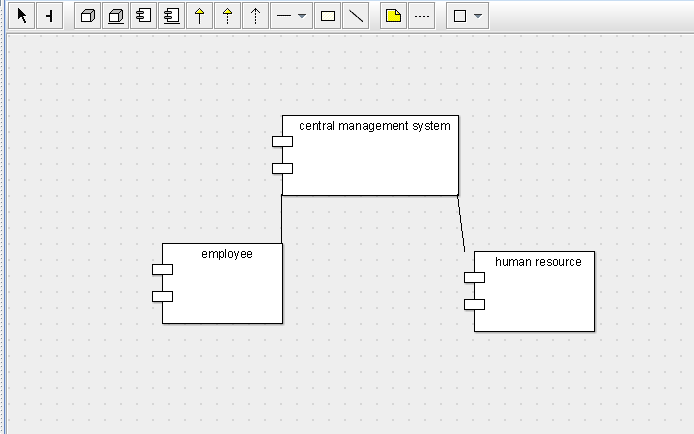 central management system
employee
human resource